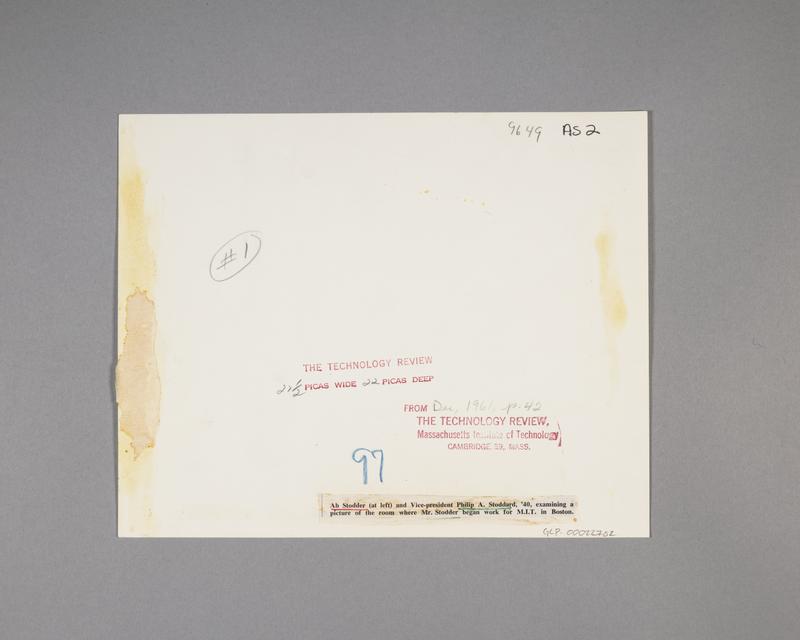 9649 AS2
#1
THE TECHNOLOGY REVIEW
22½ PICAS WIDE 22 PICAS DEEP
FROM Dec, 1961, p. 42
THE TECHNOLOGY REVIEW,
Massachusetts Institute of Technology
CAMBRIDGE 39, MASS.
97
Ab Stodder (at left) and Vice-president Philip A. Stoddard, '40, examining a
picture of the room where Mr. Stodder began work for M.I.T. in Boston.
GLP-00022702